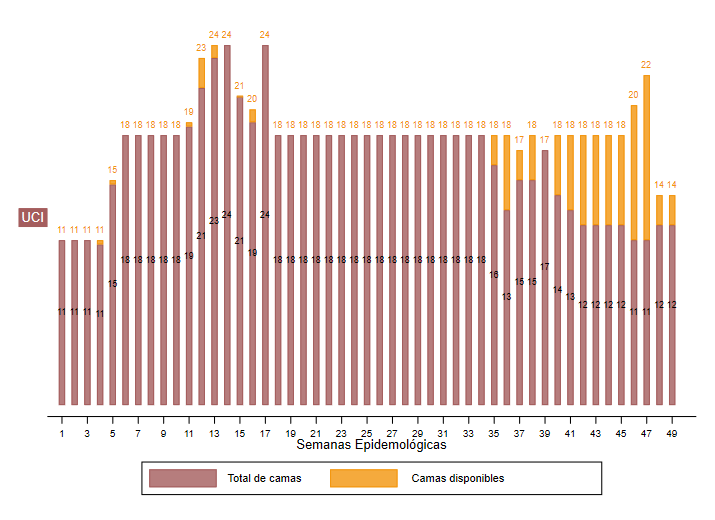 11 11 11 11 15 18 18 18 18 18 19 23 24 24 21 20 24 18 18 18 18 18 18 18 18 18 18 18 18 18 18 18 18 18 18 18 17 18 17 18 18 18 18 18 18 20 22 14 14
UCI
11 11 11 11 15 18 18 18 18 18 19 21 23 24 21 19 24 18 18 18 18 18 18 18 18 18 18 18 18 18 18 18 18 18 16 13 15 15 17 14 13 12 12 12 12 11 11 12 12
1 3 5 7 9 11 13 15 17 19 21 23 25 27 29 31 33 35 37 39 41 43 45 47 49
Semanas Epidemológicas
Total de camas Camas disponibles